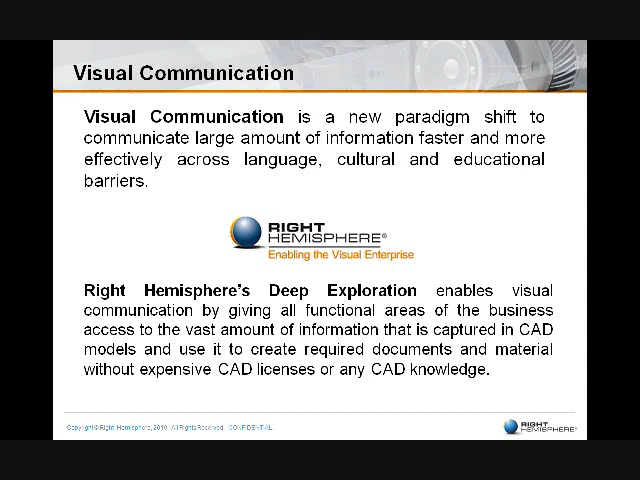 Visual Communication
Visual Communication is a new paradigm shift to
communicate large amount of information faster and more
effectively across language, cultural and educational
barriers.
RIGHT
HEMISPHERE®
Enabling the Visual Enterprise
Right Hemisphere's Deep Exploration enables visual
communication by giving all functional areas of the business
access to the vast amount of information that is captured in CAD
models and use it to create required documents and material
without expensive CAD licenses or any CAD knowledge.
Copyright © Right Hemisphere, 2010. All Rights Reserved. CONFIDENTIAL
RIGHT
HEMISPHERE®